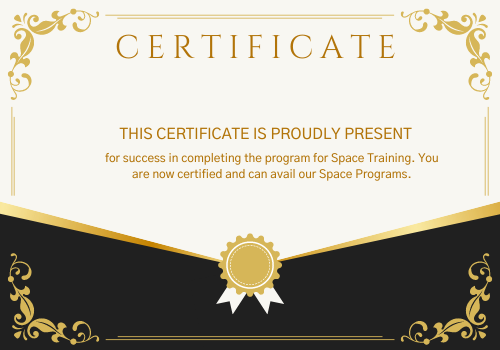 CERTIFICATE
THIS CERTIFICATE IS PROUDLY PRESENT
for success in completing the program for Space Training. You
are now certified and can avail our Space Programs.